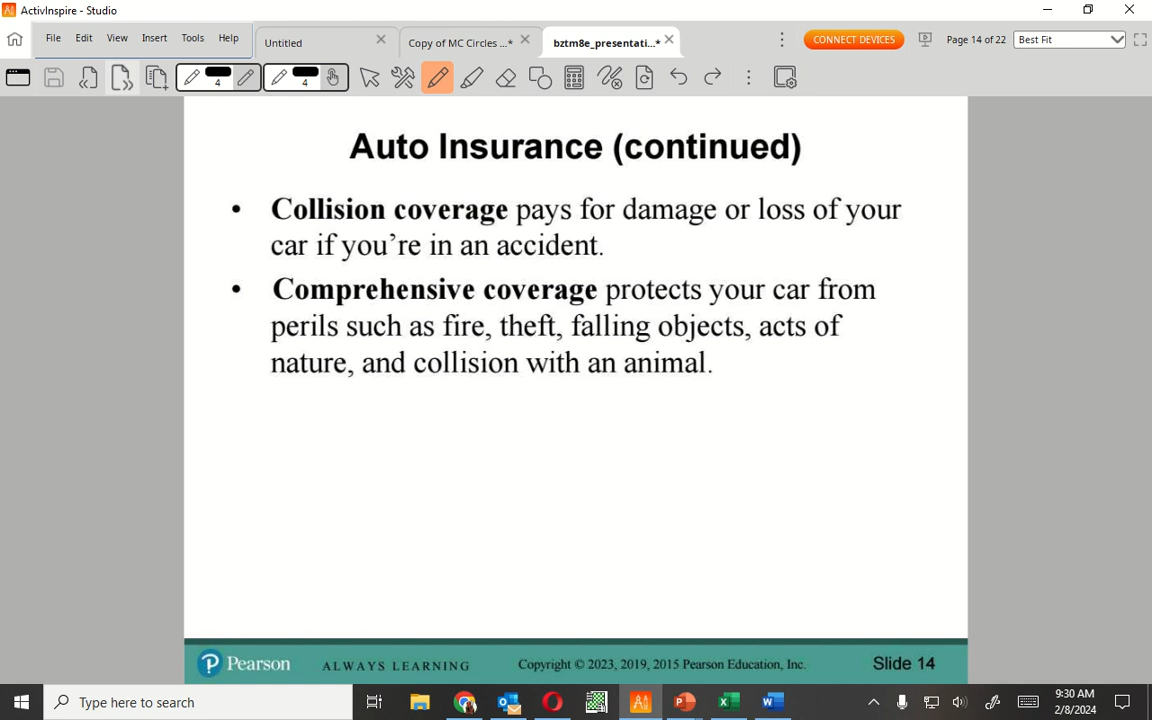 ActivInspire - Studio
File Edit View Insert Tools Help
Untitled
Copy of MC Circles ...*
bztm8e_presentati...*
CONNECT DEVICES
Page 14 of 22
Best Fit
4
4
Auto Insurance (continued)
• Collision coverage pays for damage or loss of your
car if you’re in an accident.
• Comprehensive coverage protects your car from
perils such as fire, theft, falling objects, acts of
nature, and collision with an animal.
Pearson
ALWAYS LEARNING
Copyright © 2023, 2019, 2015 Pearson Education, Inc.
Slide 14
Type here to search
9:30 AM
2/8/2024